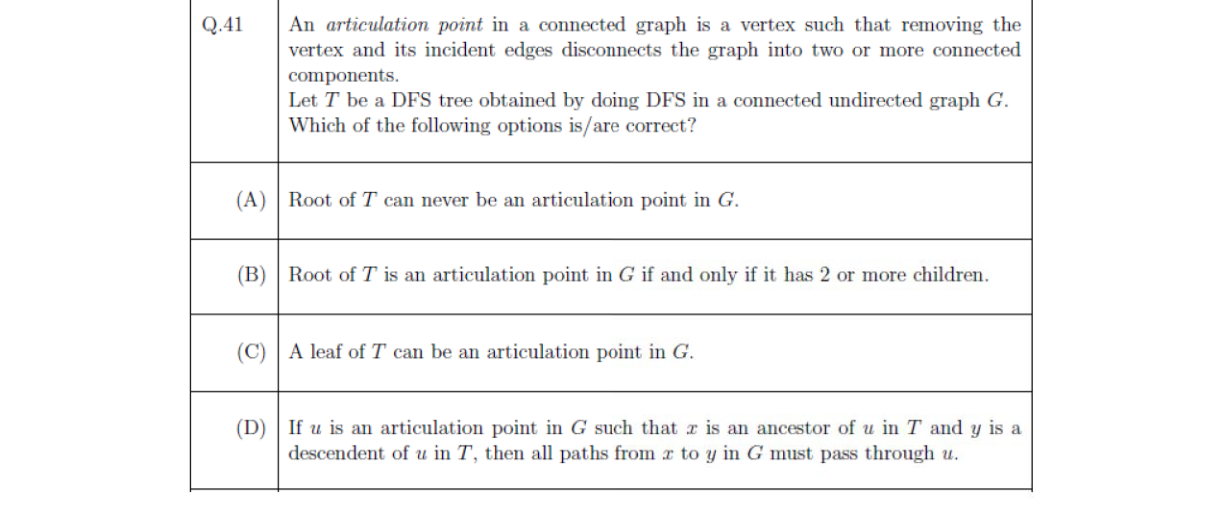 Q.41 An articulation point in a connected graph is a vertex such that removing the
vertex and its incident edges disconnects the graph into two or more connected
components.
Let T be a DFS tree obtained by doing DFS in a connected undirected graph G.
Which of the following options is/are correct?
(A) Root of T can never be an articulation point in G.
(B) Root of T is an articulation point in G if and only if it has 2 or more children.
(C) A leaf of T can be an articulation point in G.
(D) If u is an articulation point in G such that x is an ancestor of u in T and y is a
descendent of u in T, then all paths from x to y in G must pass through u.